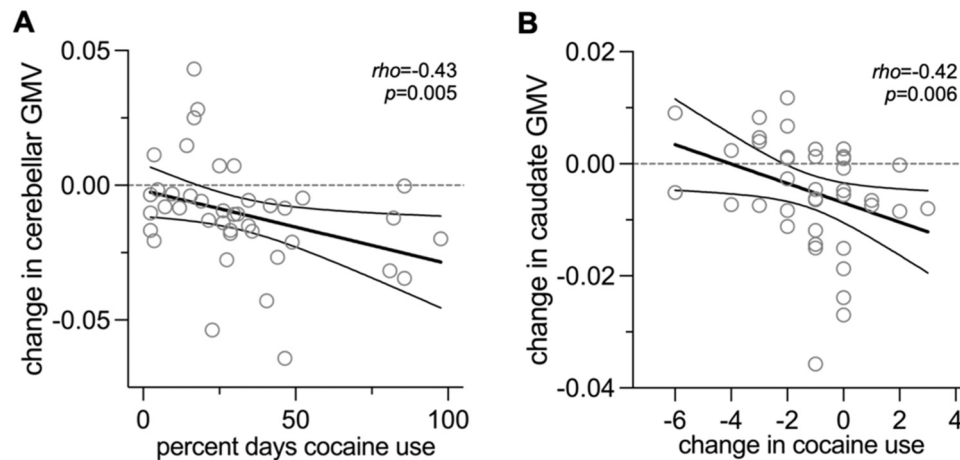 A
rho=-0.43
p=0.005
change in cerebellar GMV
0.05
0.00
-0.05
0 50 100
percent days cocaine use
B
rho=-0.42
p=0.006
change in caudate GMV
0.02
0.00
-0.02
-0.04
-6 -4 -2 0 2 4
change in cocaine use